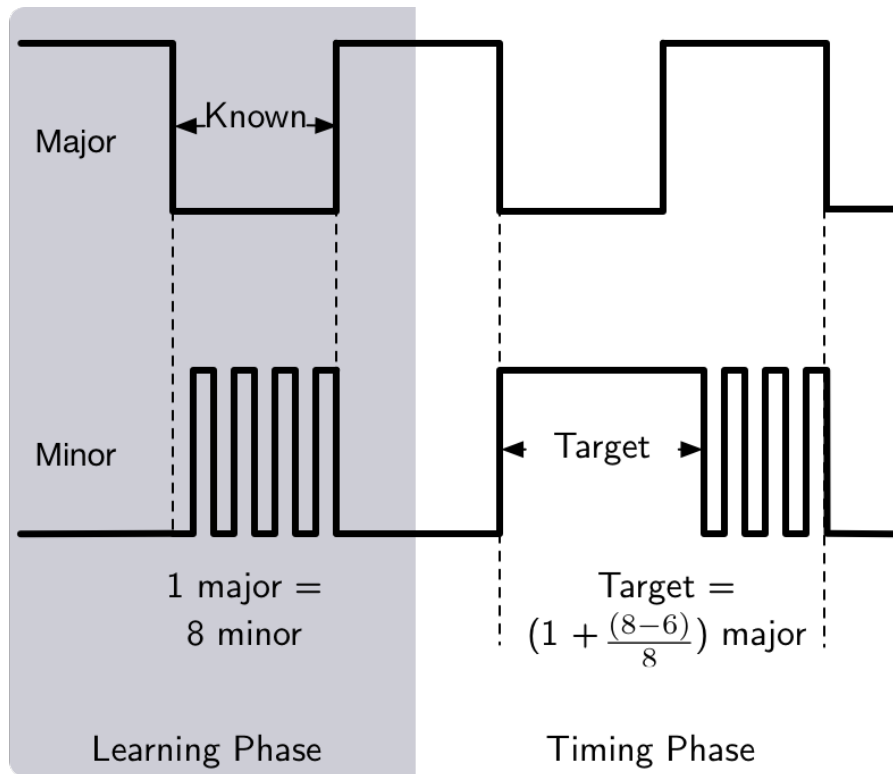 Major
Known
Minor
Target
1 major =
8 minor
Target =
(1 + (8−6)/8) major
Learning Phase
Timing Phase